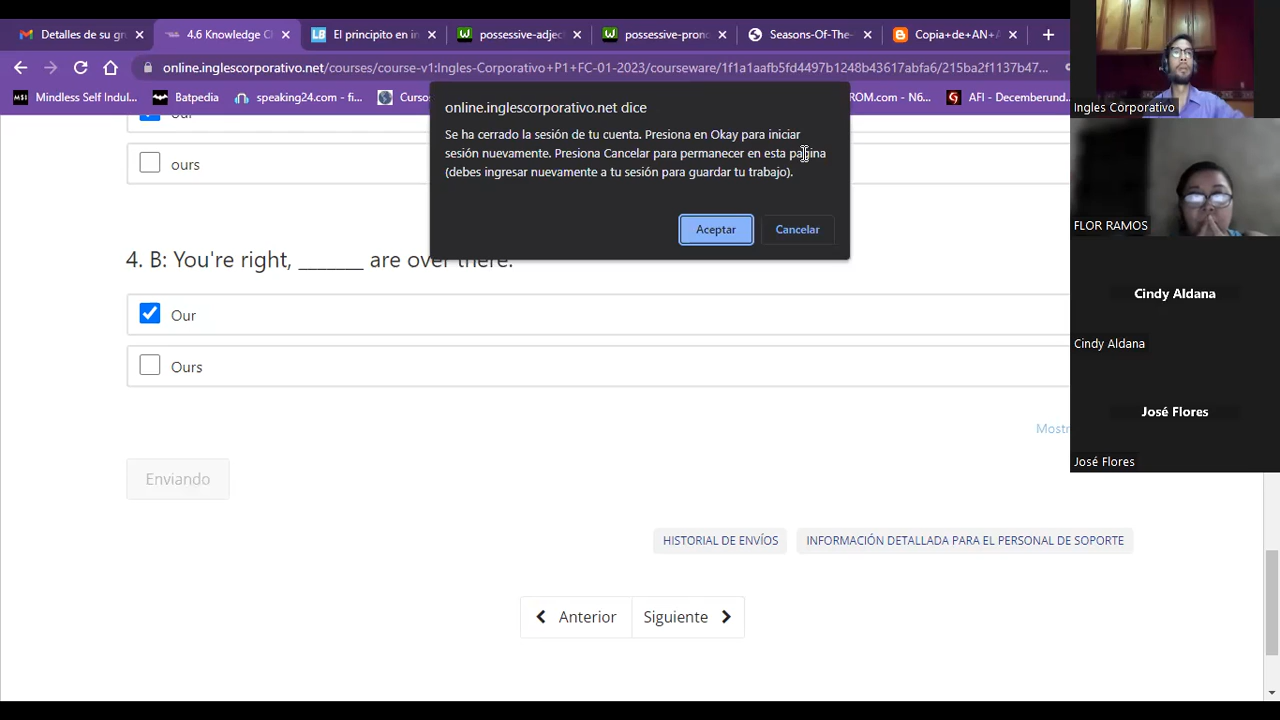 Detalles de su gru
4.6 Knowledge C
El principito en in
possessive-adject
possessive-prono
Seasons-Of-The-
Copia+de+AN+A
online.inglescorporativo.net/courses/course-v1:Ingles-Corporativo+P1+FC-01-2023/courseware/1f1a1aafb5fd4497b1248b43617abfa6/215ba2f1137b47...
Mindless Self Indul...
Batpedia
speaking24.com - fi...
Curso
ROM.com — N6...
AFI - Decemberund...
online.inglescorporativo.net dice
Se ha cerrado la sesión de tu cuenta. Presiona en Okay para iniciar
sesión nuevamente. Presiona Cancelar para permanecer en esta página
(debes ingresar nuevamente a tu sesión para guardar tu trabajo).
Aceptar
Cancelar
our
ours
4. B: You're right, _______ are over there.
Our
Ours
Mostr
Enviando
HISTORIAL DE ENVÍOS
INFORMACIÓN DETALLADA PARA EL PERSONAL DE SOPORTE
Anterior
Siguiente
Ingles Corporativo
FLOR RAMOS
Cindy Aldana
Cindy Aldana
José Flores
José Flores